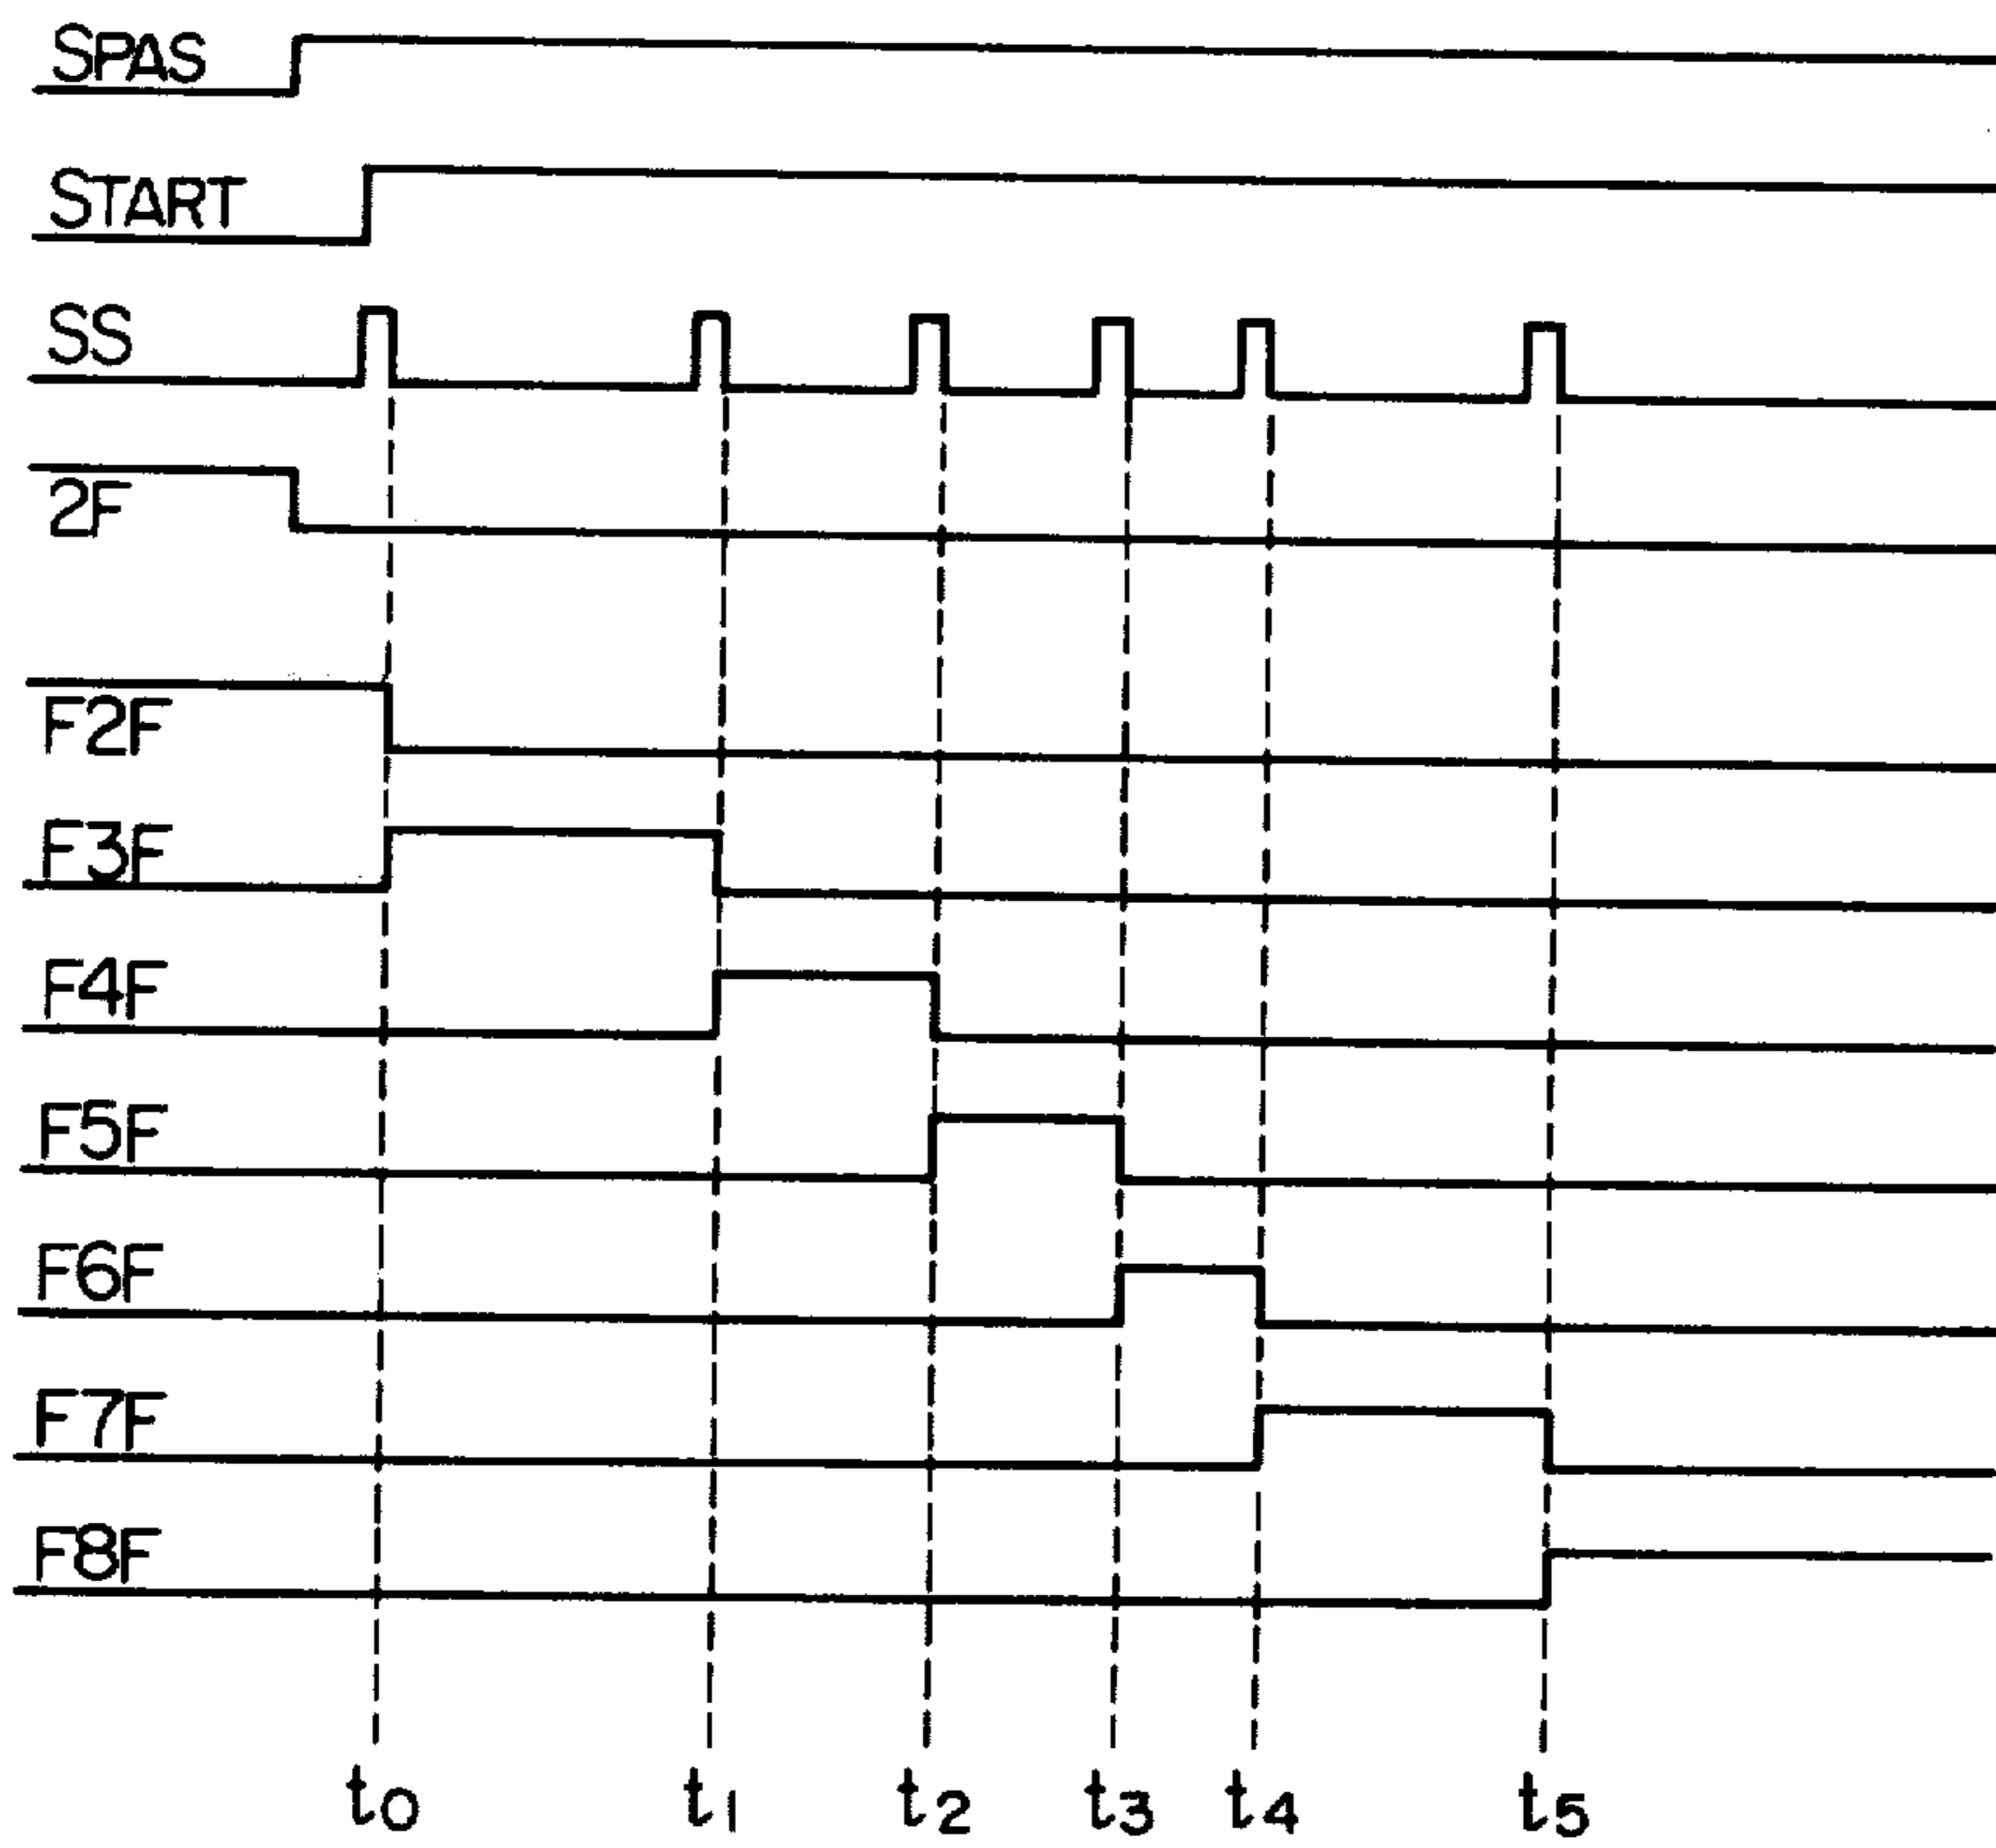 SPAS
START
SS
2F
F2F
F3F
F4F
F5F
F6F
F7F
F8F
t0 t1 t2 t3 t4 t5